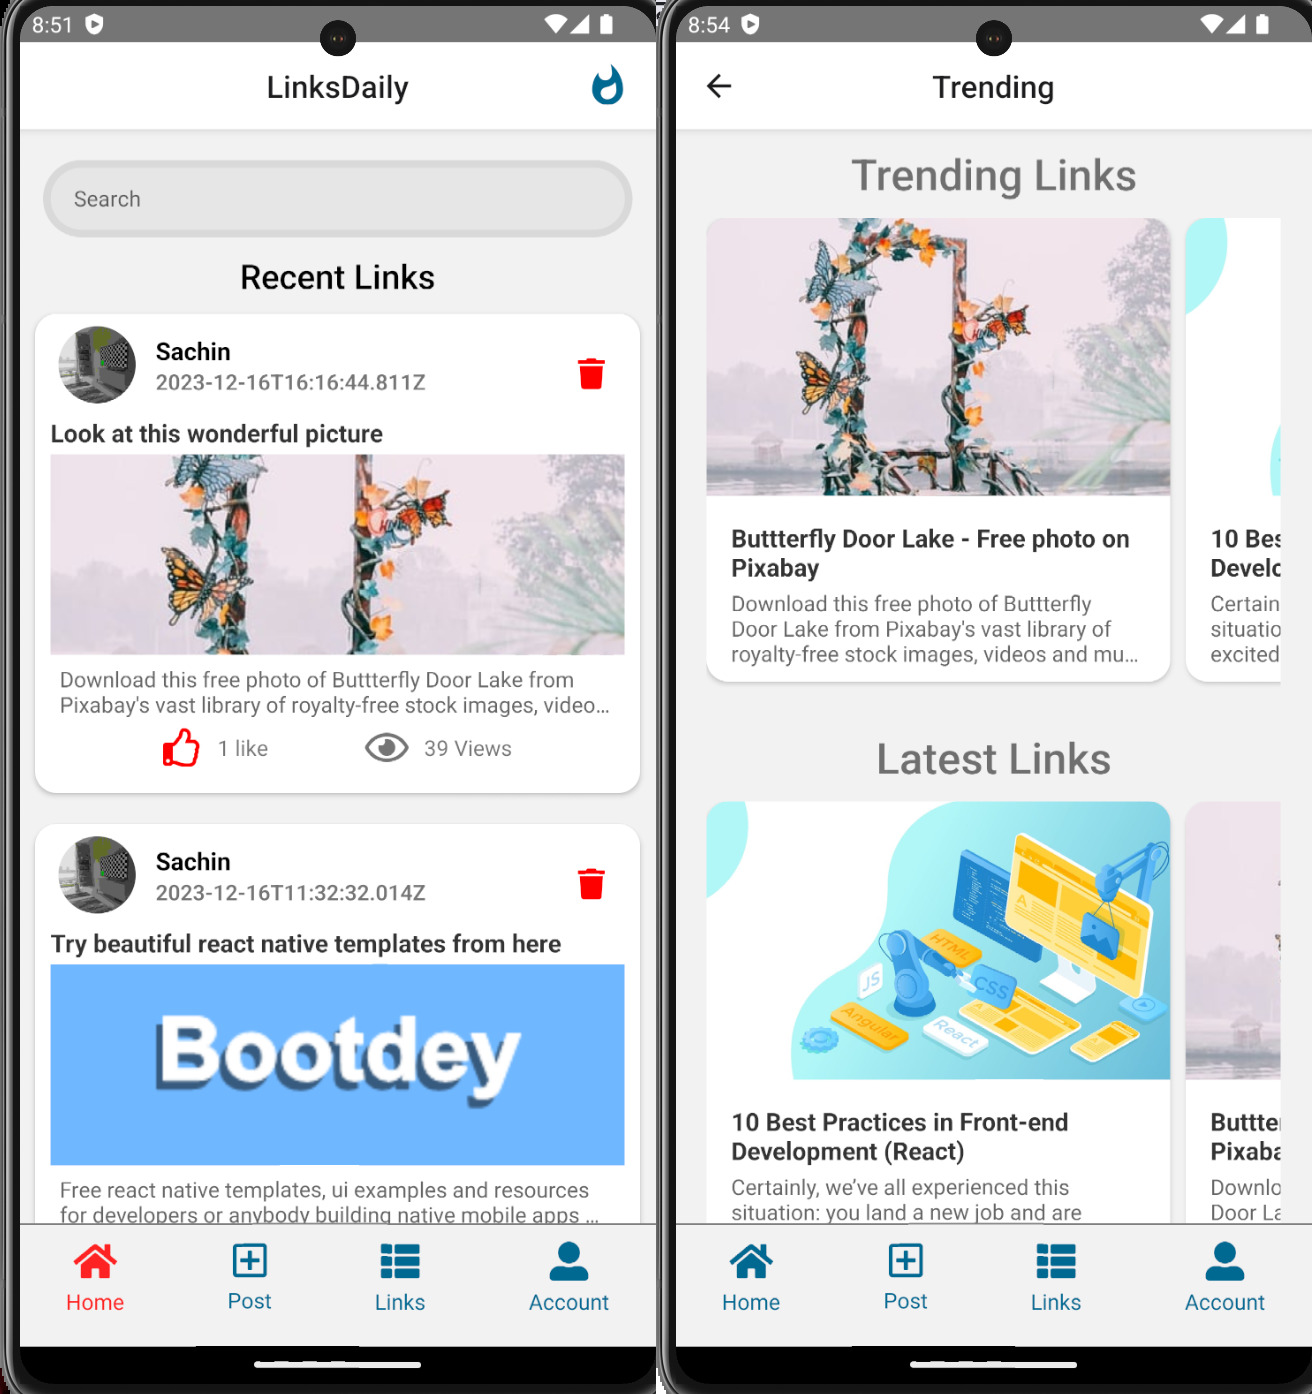 8:51
LinksDaily
Search
Recent Links
Sachin
2023-12-16T16:16:44.811Z
Look at this wonderful picture
Download this free photo of Buttterfly Door Lake from
Pixabay's vast library of royalty-free stock images, video...
1 like
39 Views
Sachin
2023-12-16T11:32:32.014Z
Try beautiful react native templates from here
Bootdey
Free react native templates, ui examples and resources
for developers or anybody building native mobile apps ...
Home
Post
Links
Account
8:54
Trending
Trending Links
Buttterfly Door Lake - Free photo on
Pixabay
Download this free photo of Buttterfly
Door Lake from Pixabay's vast library of
royalty-free stock images, videos and mu...
10 Bes
Develo
Certain
situatio
excited
Latest Links
HTML
JS
CSS
Angular
React
A
10 Best Practices in Front-end
Development (React)
Certainly, we’ve all experienced this
situation: you land a new job and are
Buttte
Pixaba
Downlo
Door La
Home
Post
Links
Account